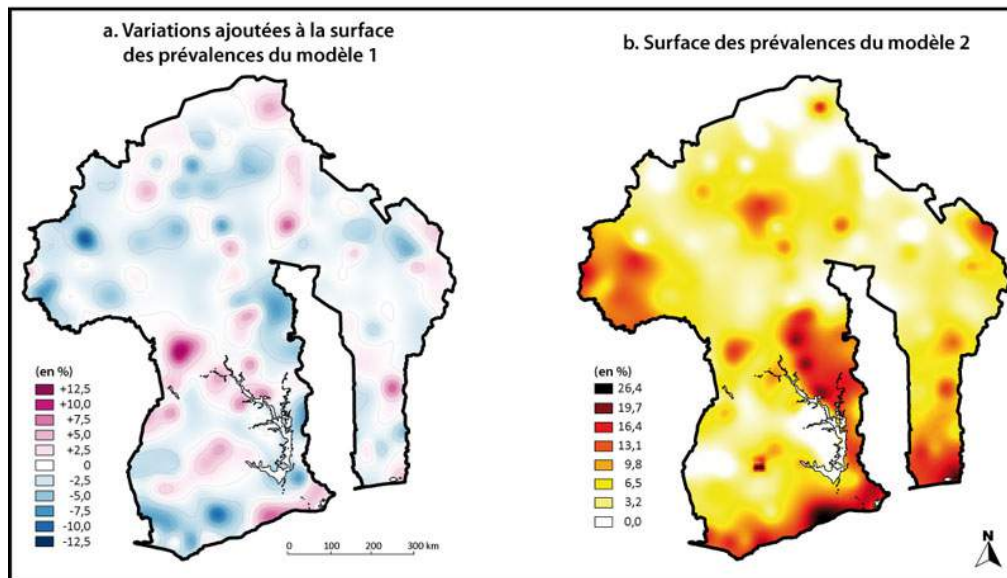 a. Variations ajoutées à la surface
des prévalences du modèle 1
b. Surface des prévalences du modèle 2
(en %)
+12,5
+10,0
+7,5
+5,0
+2,5
0
-2,5
-5,0
-7,5
-10,0
-12,5
0 100 200 300 km
(en %)
26,4
19,7
16,4
13,1
9,8
6,5
3,2
0,0
N